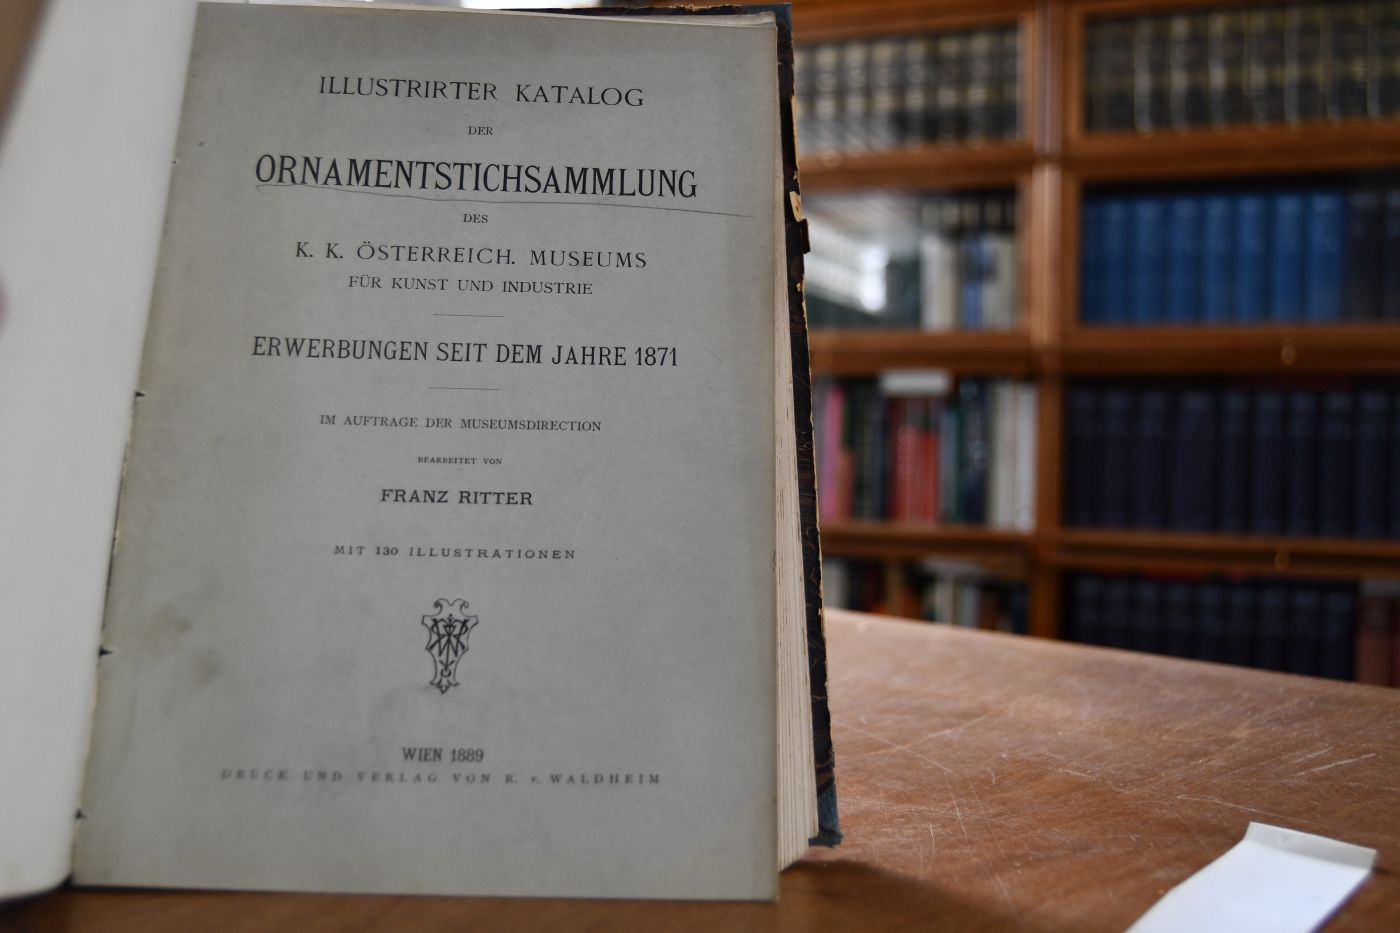 ILLUSTRIRTER KATALOG
DER
ORNAMENTSTICHSAMMLUNG
DES
K. K. ÖSTERREICH. MUSEUMS
FÜR KUNST UND INDUSTRIE
ERWERBUNGEN SEIT DEM JAHRE 1871
IM AUFTRAGE DER MUSEUMSDIRECTION
BEARBEITET VON
FRANZ RITTER
MIT 130 ILLUSTRATIONEN
WIEN 1889
DRUCK UND VERLAG VON R. v. WALDHEIM